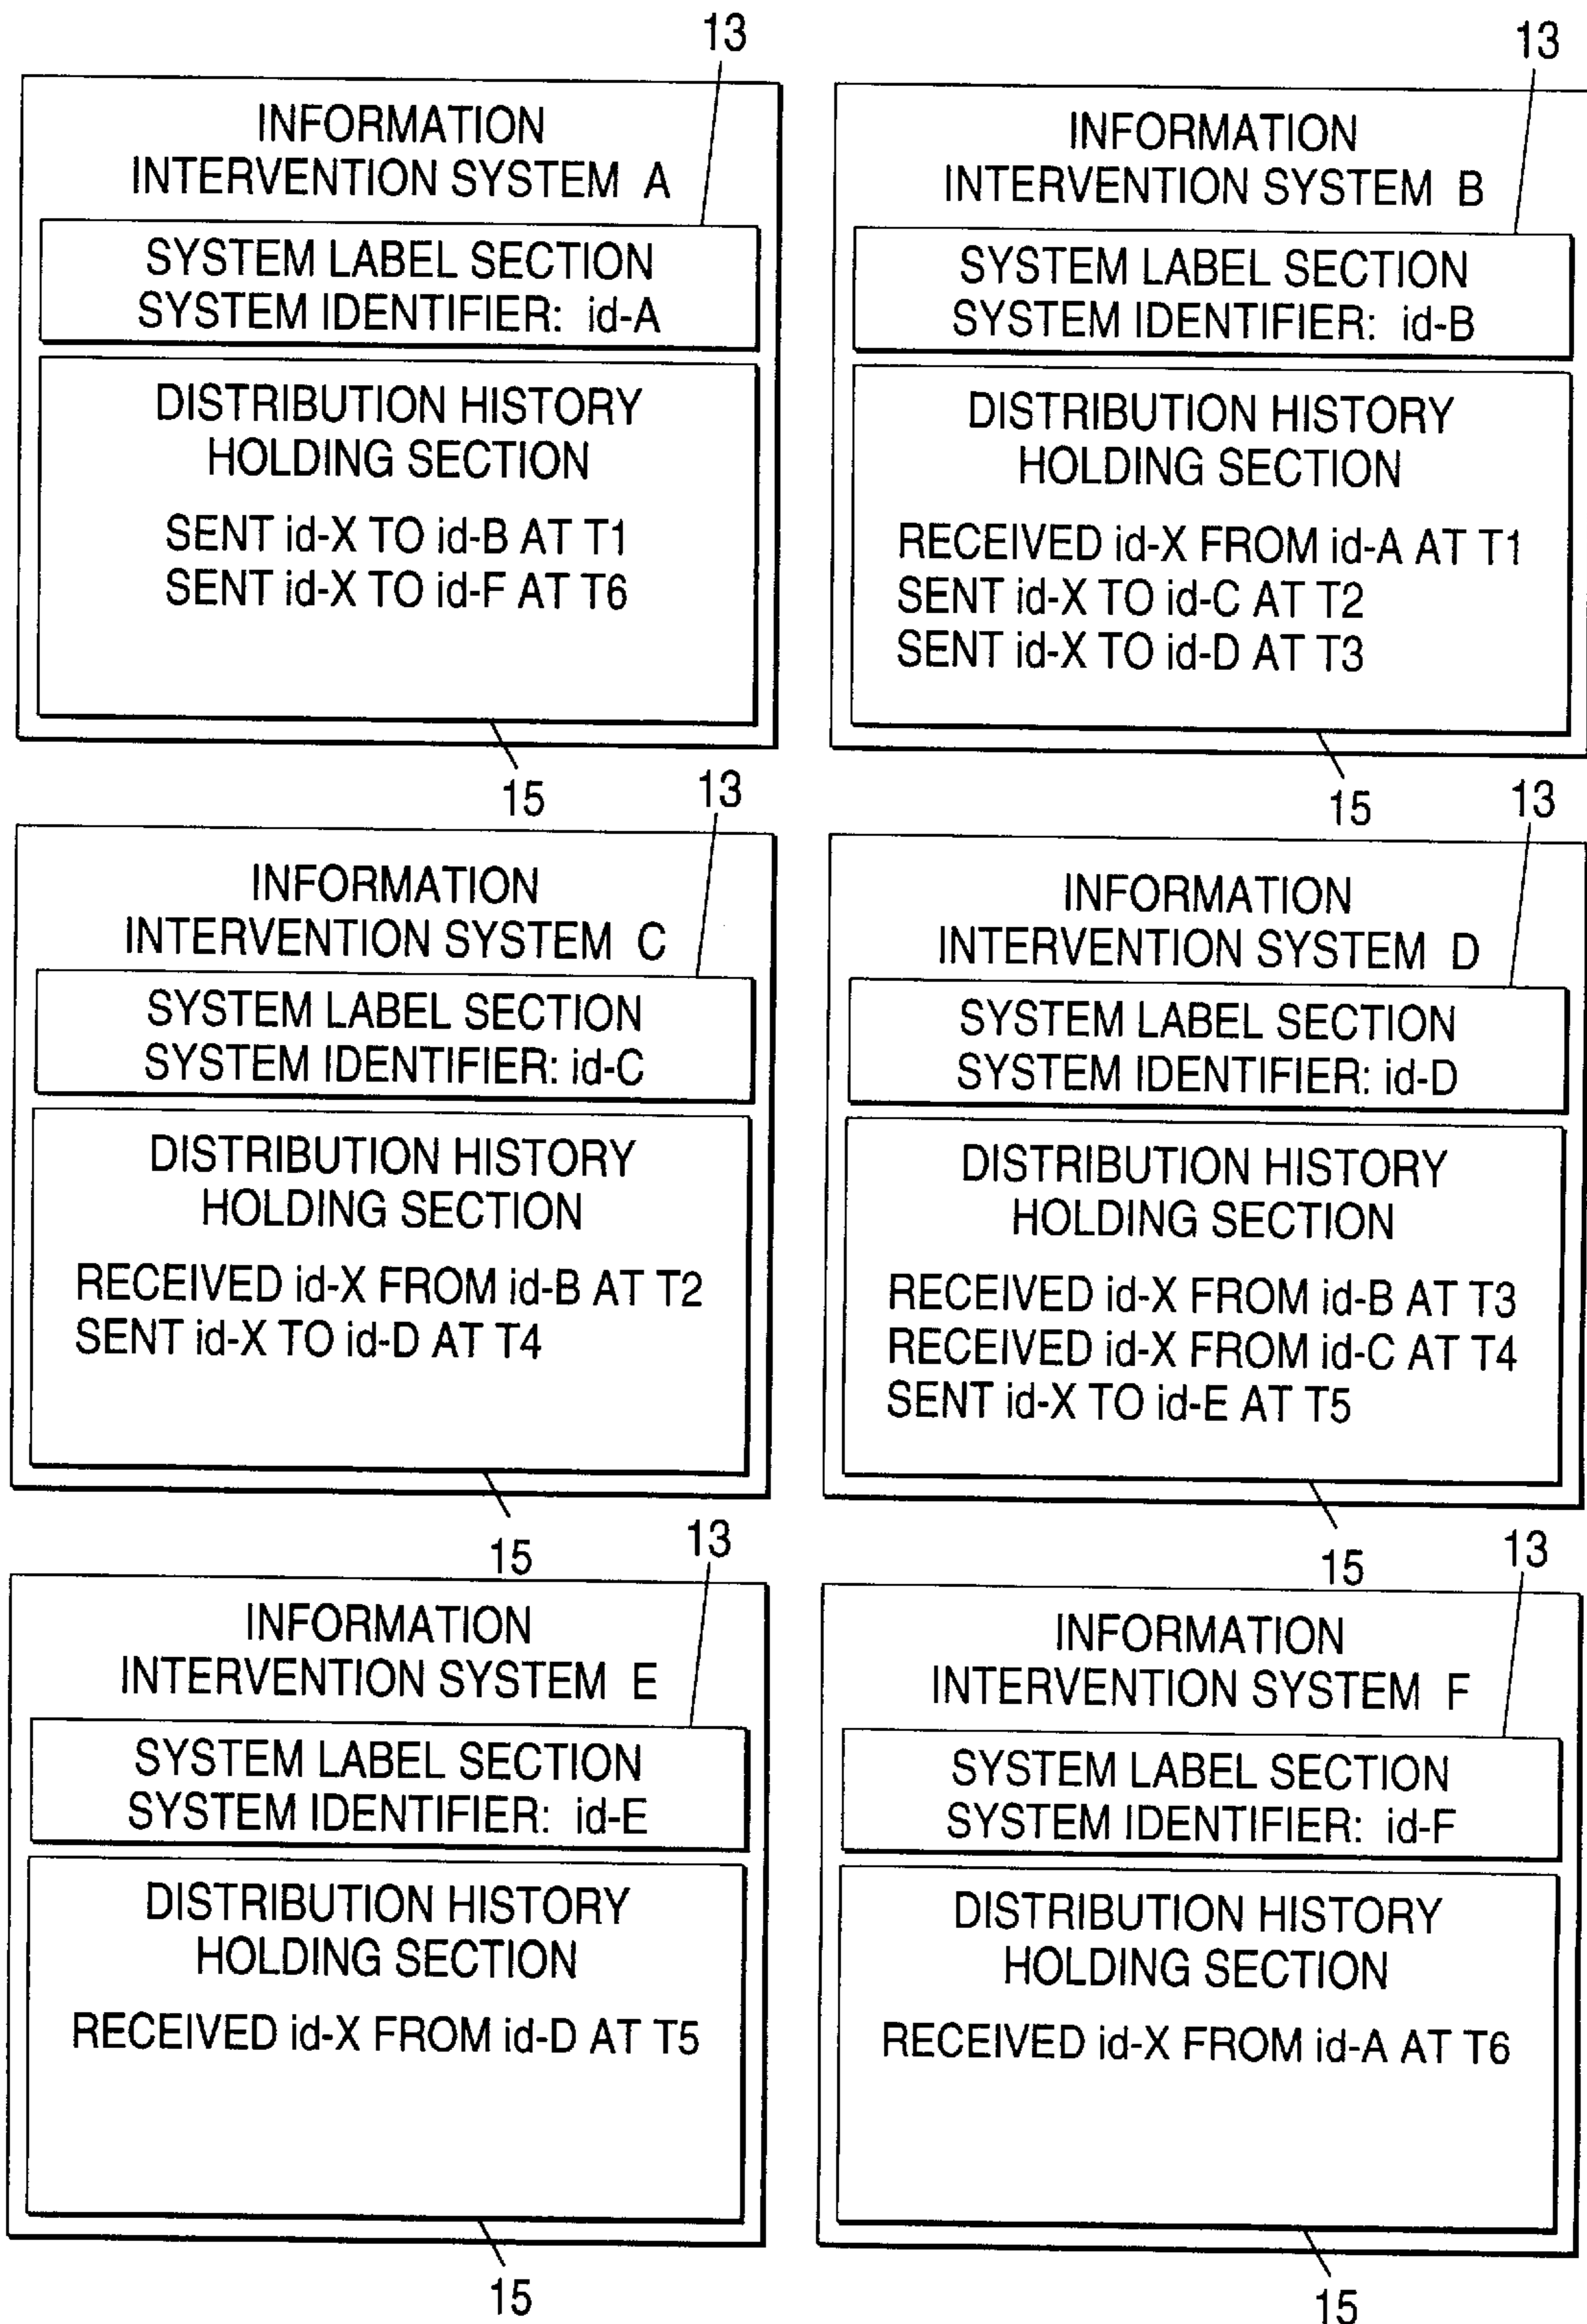 13
INFORMATION
INTERVENTION SYSTEM A
SYSTEM LABEL SECTION
SYSTEM IDENTIFIER: id-A
DISTRIBUTION HISTORY
HOLDING SECTION
SENT id-X TO id-B AT T1
SENT id-X TO id-F AT T6
15
13
INFORMATION
INTERVENTION SYSTEM B
SYSTEM LABEL SECTION
SYSTEM IDENTIFIER: id-B
DISTRIBUTION HISTORY
HOLDING SECTION
RECEIVED id-X FROM id-A AT T1
SENT id-X TO id-C AT T2
SENT id-X TO id-D AT T3
15
13
INFORMATION
INTERVENTION SYSTEM C
SYSTEM LABEL SECTION
SYSTEM IDENTIFIER: id-C
DISTRIBUTION HISTORY
HOLDING SECTION
RECEIVED id-X FROM id-B AT T2
SENT id-X TO id-D AT T4
15
13
INFORMATION
INTERVENTION SYSTEM D
SYSTEM LABEL SECTION
SYSTEM IDENTIFIER: id-D
DISTRIBUTION HISTORY
HOLDING SECTION
RECEIVED id-X FROM id-B AT T3
RECEIVED id-X FROM id-C AT T4
SENT id-X TO id-E AT T5
15
13
INFORMATION
INTERVENTION SYSTEM E
SYSTEM LABEL SECTION
SYSTEM IDENTIFIER: id-E
DISTRIBUTION HISTORY
HOLDING SECTION
RECEIVED id-X FROM id-D AT T5
15
13
INFORMATION
INTERVENTION SYSTEM F
SYSTEM LABEL SECTION
SYSTEM IDENTIFIER: id-F
DISTRIBUTION HISTORY
HOLDING SECTION
RECEIVED id-X FROM id-A AT T6
15